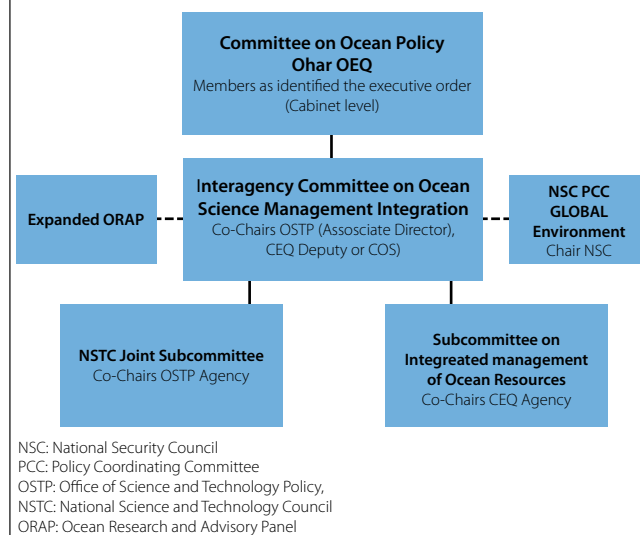 Committee on Ocean Policy
Ohar OEQ
Members as identified the executive order
(Cabinet level)
Interagency Committee on Ocean
Science Management Integration
Co-Chairs OSTP (Assosciate Director),
CEQ Deputy or COS)
Expanded ORAP
NSC PCC
GLOBAL
Environment
Chair NSC
NSTC Joint Subcommittee
Co-Chairs OSTP Agency
Subcommittee on
Integreated management
of Ocean Resources
Co-Chairs CEQ Agency
NSC: National Security Council
PCC: Policy Coordinating Committee
OSTP: Office of Science and Technology Policy,
NSTC: National Science and Technology Council
ORAP: Ocean Research and Advisory Panel